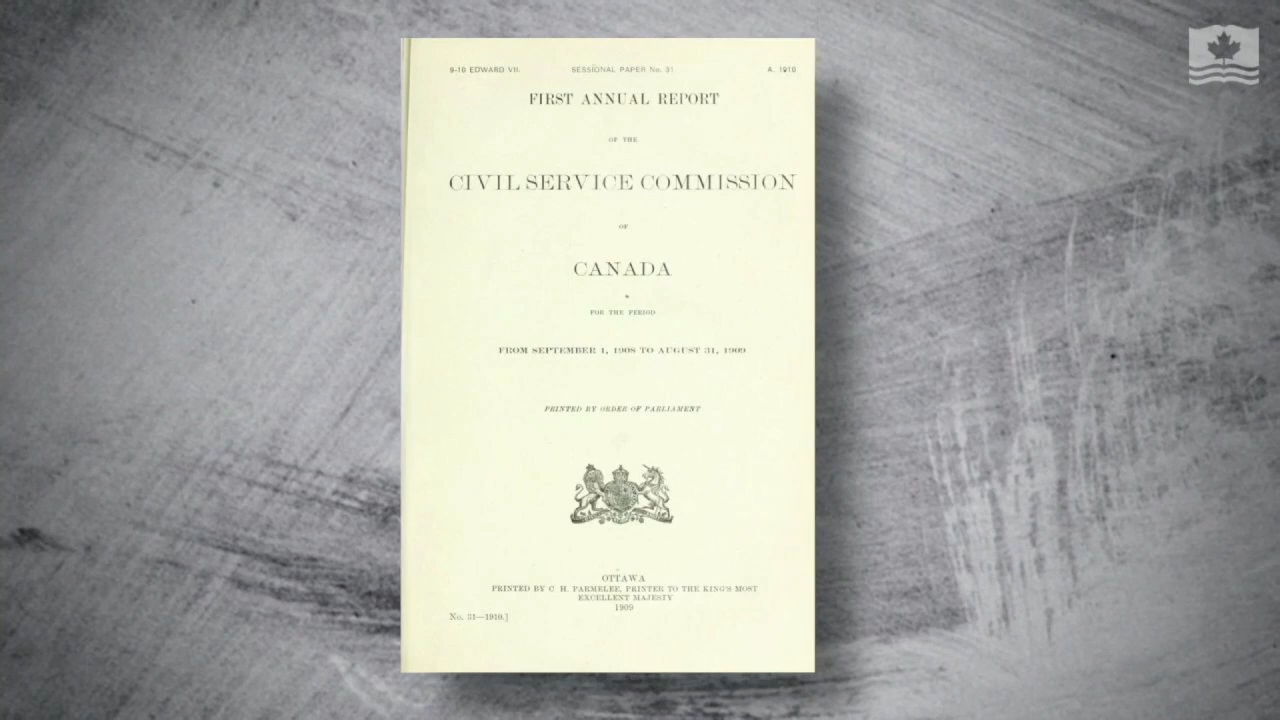 9-10 EDWARD VII. SESSIONAL PAPER No. 31 A. 1910
FIRST ANNUAL REPORT
OF THE
CIVIL SERVICE COMMISSION
OF
CANADA
FOR THE PERIOD
FROM SEPTEMBER 1, 1908 TO AUGUST 31, 1909
PRINTED BY ORDER OF PARLIAMENT
OTTAWA
PRINTED BY C. H. PARMELEE, PRINTER TO THE KING'S MOST
EXCELLENT MAJESTY
1909
No. 31—1910.]